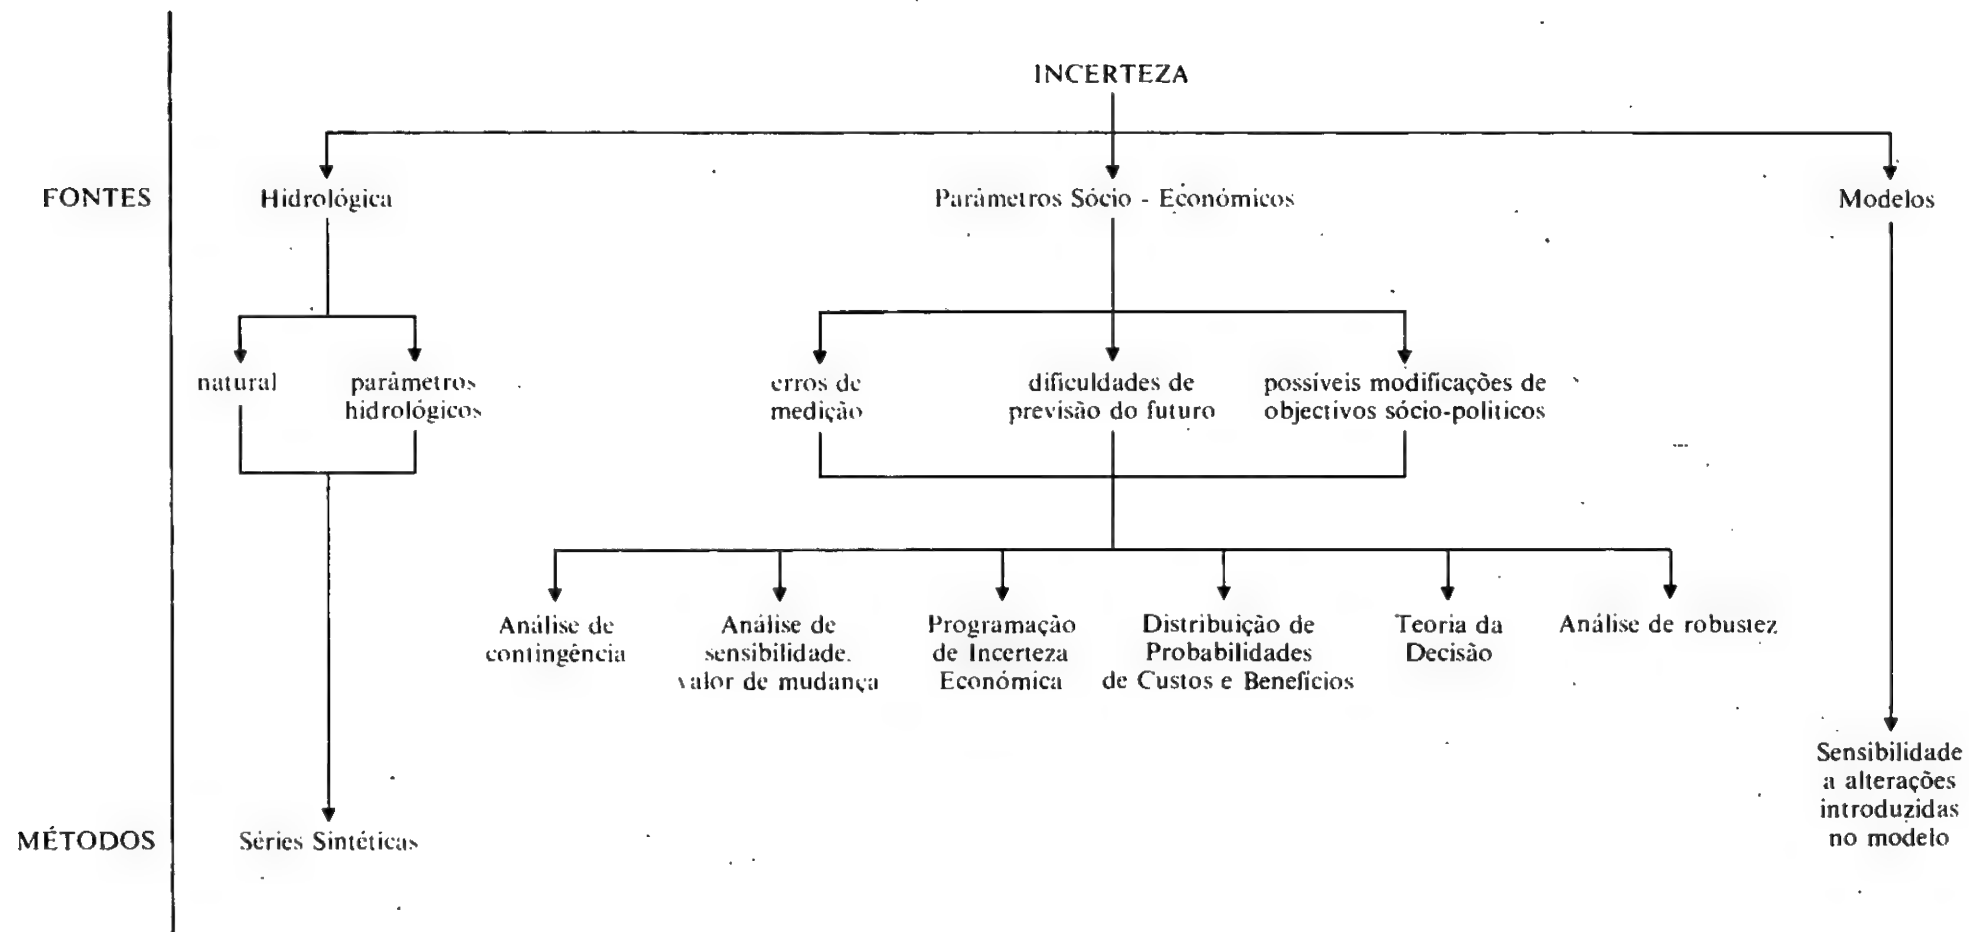 INCERTEZA
FONTES
Hidrológica
Parâmetros Sócio - Económicos
Modelos
natural
parâmetros
hidrológicos
erros de
medição
dificuldades de
previsão do futuro
possíveis modificações de
objectivos sócio-politicos
Análise de
contingência
Análise de
sensibilidade.
valor de mudança
Programação
de Incerteza
Económica
Distribuição de
Probabilidades
de Custos e Benefícios
Teoria da
Decisão
Análise de robustez
Sensibilidade
a alterações
introduzidas
no modelo
MÉTODOS
Séries Sintéticas